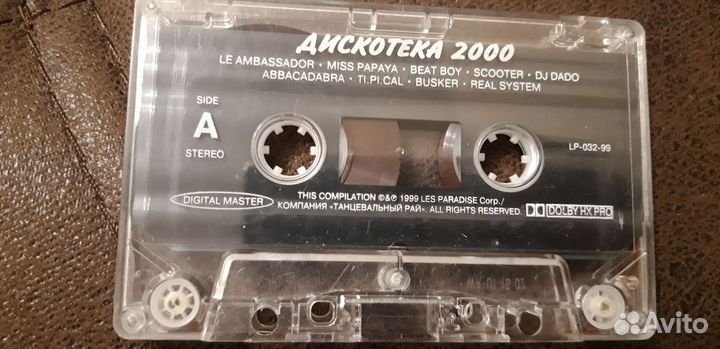 ДИСКОТЕКА 2000
LE AMBASSADOR · MISS PAPAYA · BEAT BOY · SCOOTER · DJ DADO
ABBACADABRA · TI.PI.CAL · BUSKER · REAL SYSTEM
SIDE
A
STEREO
LP-032-99
DIGITAL MASTER
THIS COMPILATION ©&℗ 1999 LES PARADISE Corp./
КОМПАНИЯ «ТАНЦЕВАЛЬНЫЙ РАЙ». ALL RIGHTS RESERVED.
DOLBY HX PRO
Avito